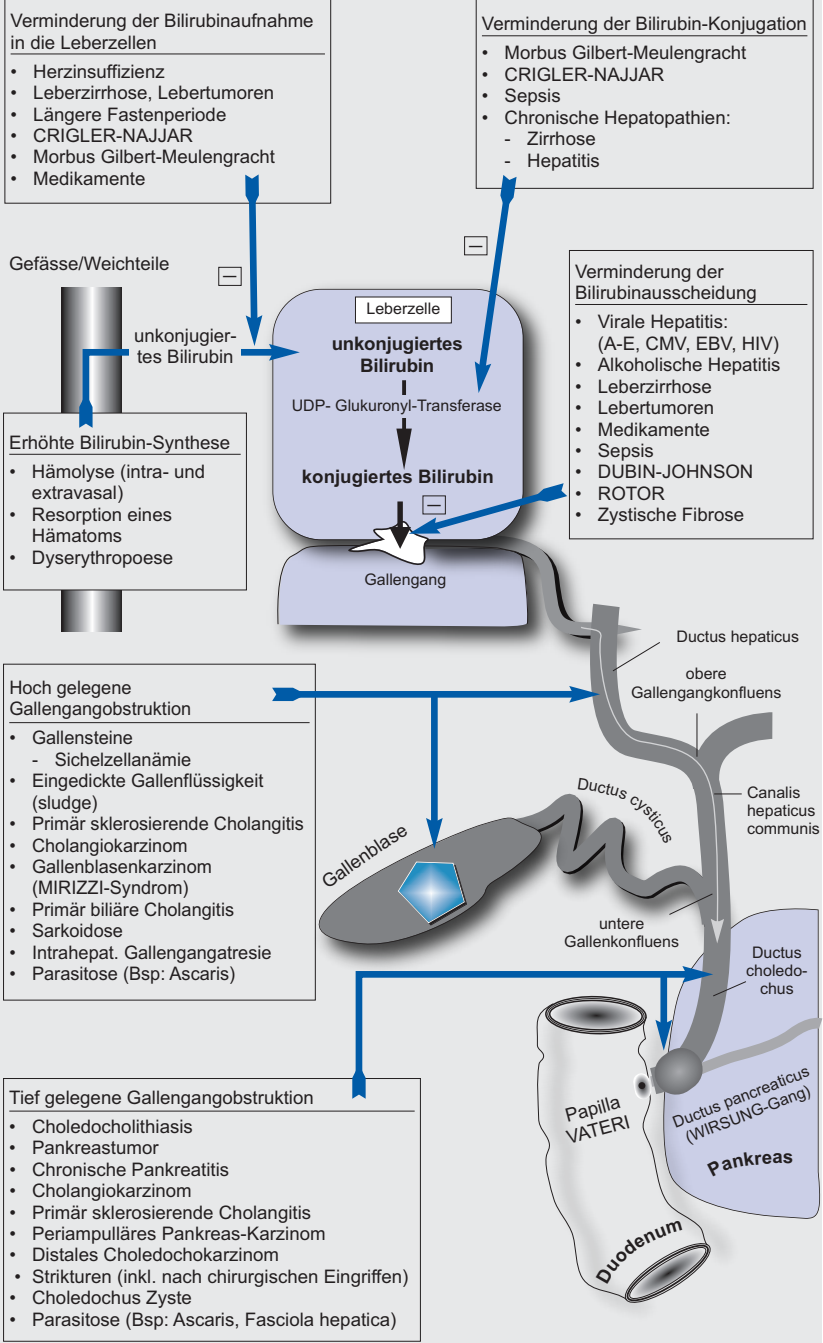 Verminderung der Bilirubinaufnahme
in die Leberzellen
• Herzinsuffizienz
• Leberzirrhose, Lebertumoren
• Längere Fastenperiode
• CRIGLER-NAJJAR
• Morbus Gilbert-Meulengracht
• Medikamente
Verminderung der Bilirubin-Konjugation
• Morbus Gilbert-Meulengracht
• CRIGLER-NAJJAR
• Sepsis
• Chronische Hepatopathien:
- Zirrhose
- Hepatitis
Gefässe/Weichteile
unkonjugier-
tes Bilirubin
Leberzelle
unkonjugiertes
Bilirubin
UDP- Glukuronyl-Transferase
konjugiertes Bilirubin
Gallengang
Verminderung der
Bilirubinausscheidung
• Virale Hepatitis:
(A-E, CMV, EBV, HIV)
• Alkoholische Hepatitis
• Leberzirrhose
• Lebertumoren
• Medikamente
• Sepsis
• DUBIN-JOHNSON
• ROTOR
• Zystische Fibrose
Erhöhte Bilirubin-Synthese
• Hämolyse (intra- und
extravasal)
• Resorption eines
Hämatoms
• Dyserythropoese
Ductus hepaticus
obere
Gallengangkonfluens
Canalis
hepaticus
communis
Ductus cysticus
Gallenblase
untere
Gallenkonfluens
Ductus
choledo-
chus
Hoch gelegene
Gallengangobstruktion
• Gallensteine
- Sichelzellanämie
• Eingedickte Gallenflüssigkeit
(sludge)
• Primär sklerosierende Cholangitis
• Cholangiokarzinom
• Gallenblasenkarzinom
(MIRIZZI-Syndrom)
• Primär biliäre Cholangitis
• Sarkoidose
• Intrahepat. Gallengangatresie
• Parasitose (Bsp: Ascaris)
Papilla
VATERI
Ductus pancreaticus
(WIRSUNG-Gang)
Pankreas
Duodenum
Tief gelegene Gallengangobstruktion
• Choledocholithiasis
• Pankreastumor
• Chronische Pankreatitis
• Cholangiokarzinom
• Primär sklerosierende Cholangitis
• Periampulläres Pankreas-Karzinom
• Distales Choledochokarzinom
• Strikturen (inkl. nach chirurgischen Eingriffen)
• Choledochus Zyste
• Parasitose (Bsp: Ascaris, Fasciola hepatica)